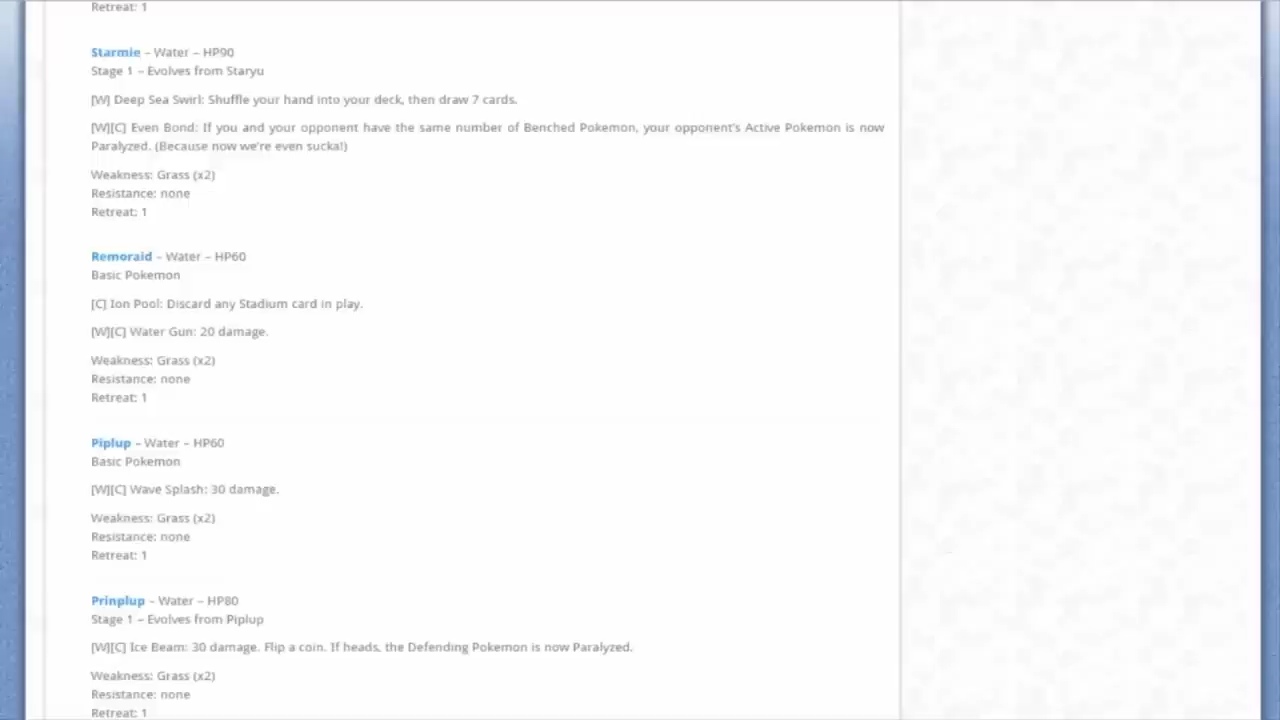 Retreat: 1
Starmie – Water – HP90
Stage 1 – Evolves from Staryu
[W] Deep Sea Swirl: Shuffle your hand into your deck, then draw 7 cards.
[W][C] Even Bond: If you and your opponent have the same number of Benched Pokemon, your opponent's Active Pokemon is now
Paralyzed. (Because now we're even sucka!)
Weakness: Grass (x2)
Resistance: none
Retreat: 1
Remoraid – Water – HP60
Basic Pokemon
[C] Ion Pool: Discard any Stadium card in play.
[W][C] Water Gun: 20 damage.
Weakness: Grass (x2)
Resistance: none
Retreat: 1
Piplup – Water – HP60
Basic Pokemon
[W][C] Wave Splash: 30 damage.
Weakness: Grass (x2)
Resistance: none
Retreat: 1
Prinplup – Water – HP80
Stage 1 – Evolves from Piplup
[W][C] Ice Beam: 30 damage. Flip a coin. If heads, the Defending Pokemon is now Paralyzed.
Weakness: Grass (x2)
Resistance: none
Retreat: 1